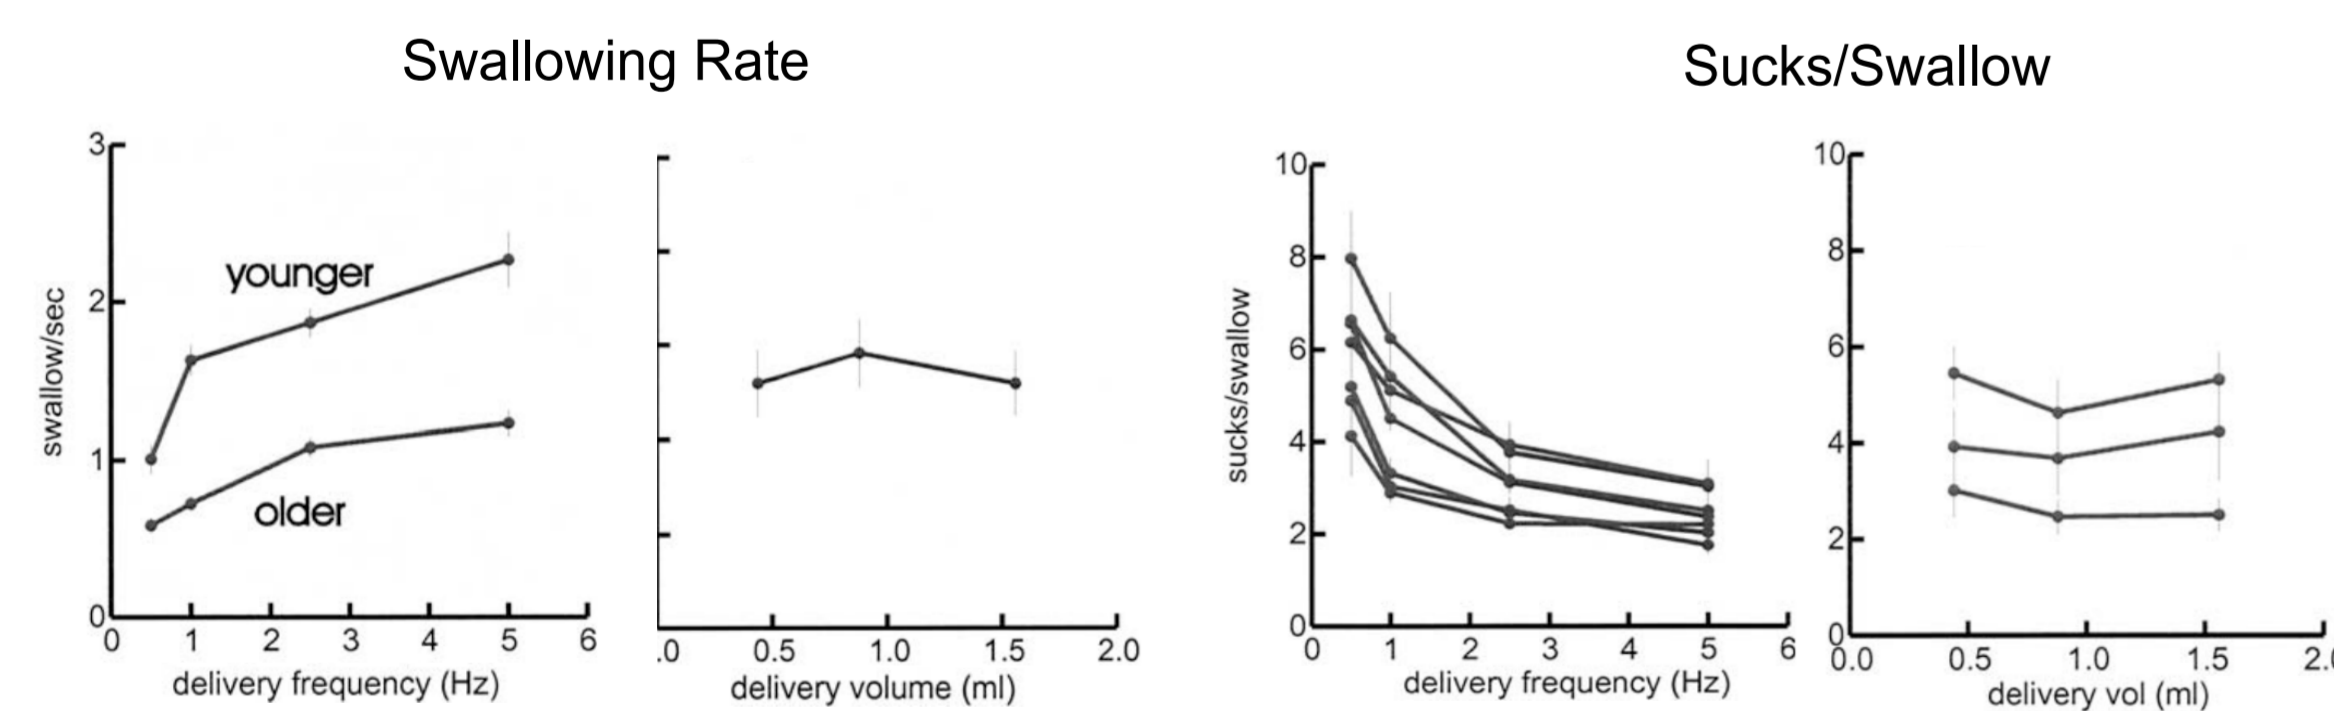 Swallowing Rate
Sucks/Swallow
swallow/sec
3
2
1
0
younger
older
0 1 2 3 4 5 6
delivery frequency (Hz)
.0 0.5 1.0 1.5 2.0
delivery volume (ml)
sucks/swallow
10
8
6
4
2
0
0 1 2 3 4 5 6
delivery frequency (Hz)
10
8
6
4
2
0
0.0 0.5 1.0 1.5 2.0
delivery vol (ml)